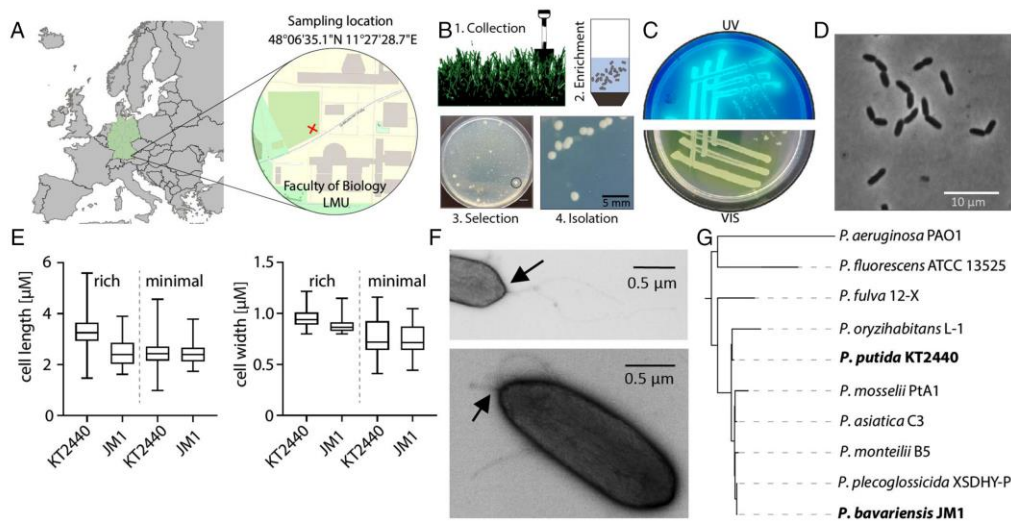 A
Sampling location
48°06'35.1"N 11°27'28.7"E
Faculty of Biology
LMU
B
1. Collection
2. Enrichment
3. Selection
4. Isolation
5 mm
C
UV
VIS
D
10 µm
E
cell length [µM]
6
4
2
0
rich
minimal
KT2440
JM1
KT2440
JM1
cell width [µM]
1.5
1.0
0.5
0.0
rich
minimal
KT2440
JM1
KT2440
JM1
F
0.5 µm
0.5 µm
G
P. aeruginosa PAO1
P. fluorescens ATCC 13525
P. fulva 12-X
P. oryzihabitans L-1
P. putida KT2440
P. mosselii PtA1
P. asiatica C3
P. monteilii B5
P. plecoglossicida XSDHY-P
P. bavariensis JM1